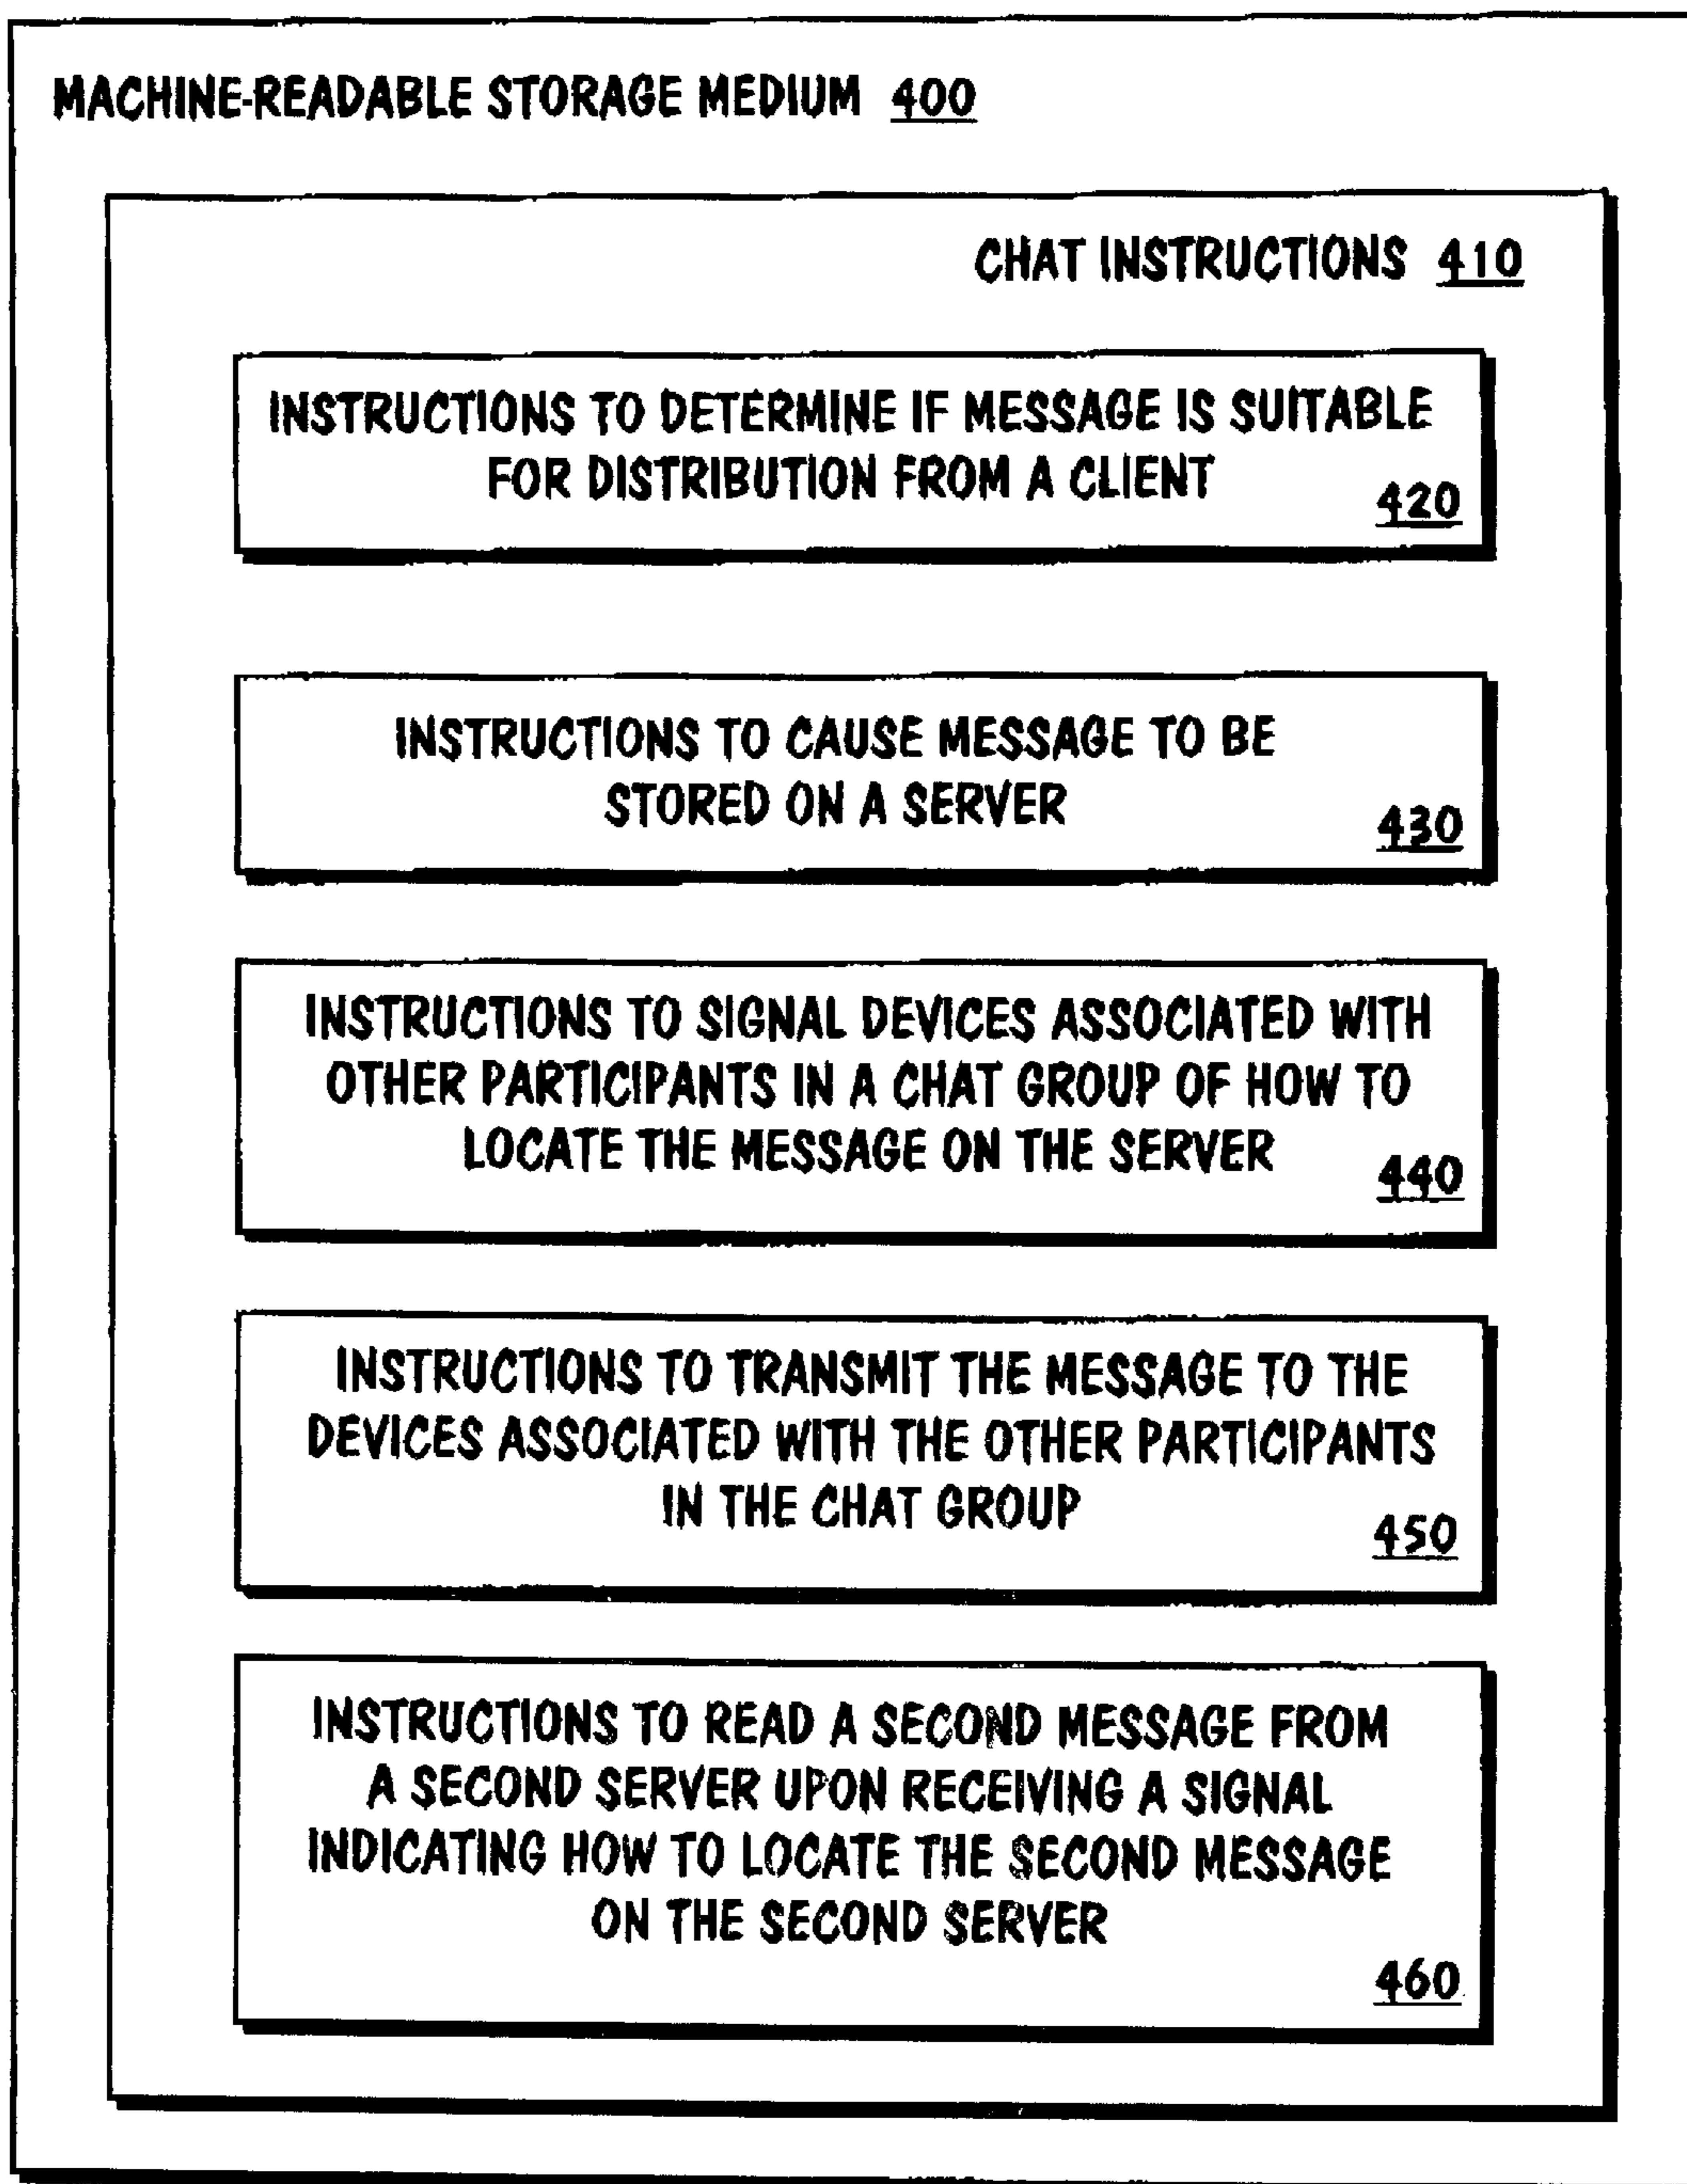 MACHINE-READABLE STORAGE MEDIUM 400
CHAT INSTRUCTIONS 410
INSTRUCTIONS TO DETERMINE IF MESSAGE IS SUITABLE
FOR DISTRIBUTION FROM A CLIENT
420
INSTRUCTIONS TO CAUSE MESSAGE TO BE
STORED ON A SERVER
430
INSTRUCTIONS TO SIGNAL DEVICES ASSOCIATED WITH
OTHER PARTICIPANTS IN A CHAT GROUP OF HOW TO
LOCATE THE MESSAGE ON THE SERVER
440
INSTRUCTIONS TO TRANSMIT THE MESSAGE TO THE
DEVICES ASSOCIATED WITH THE OTHER PARTICIPANTS
IN THE CHAT GROUP
450
INSTRUCTIONS TO READ A SECOND MESSAGE FROM
A SECOND SERVER UPON RECEIVING A SIGNAL
INDICATING HOW TO LOCATE THE SECOND MESSAGE
ON THE SECOND SERVER
460